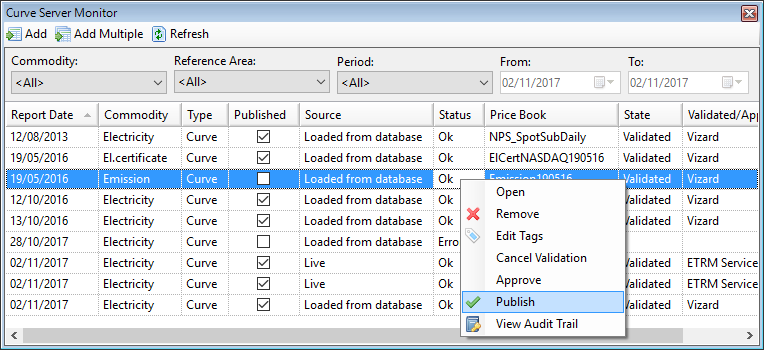 Curve Server Monitor
Add Add Multiple Refresh
Commodity: Reference Area: Period: From: To:
<All> <All> <All> 02/11/2017 02/11/2017
Report Date Commodity Type Published Source Status Price Book State Validated/App
12/08/2013 Electricity Curve Loaded from database Ok NPS_SpotSubDaily Validated Vizard
19/05/2016 El.certificate Curve Loaded from database Ok ElCertNASDAQ190516 Validated Vizard
19/05/2016 Emission Curve Loaded from database Ok Emission190516 Validated Vizard
12/10/2016 Electricity Curve Loaded from database Ok Validated Vizard
13/10/2016 Electricity Curve Loaded from database Ok Validated Vizard
28/10/2017 Electricity Curve Loaded from database Erro
02/11/2017 Electricity Curve Live Ok Validated ETRM Service
02/11/2017 Electricity Curve Live Ok Validated ETRM Service
02/11/2017 Electricity Curve Loaded from database Ok Validated Vizard
Open
Remove
Edit Tags
Cancel Validation
Approve
Publish
View Audit Trail